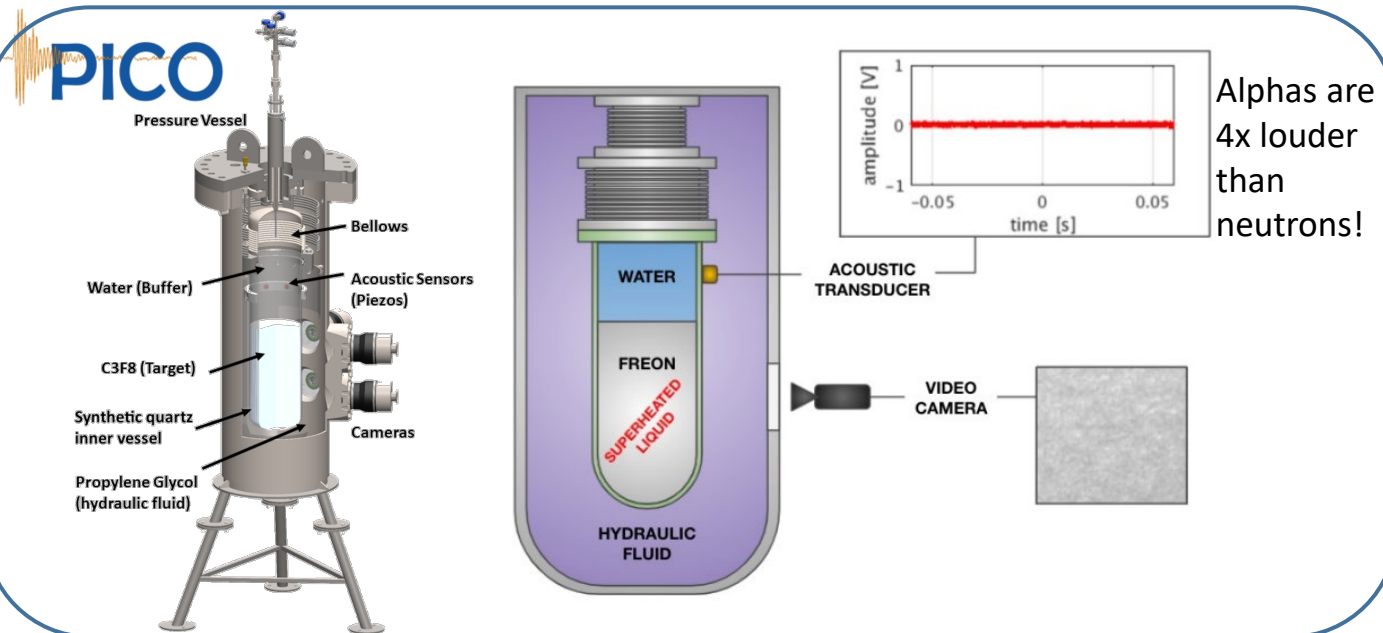 PICO
Pressure Vessel
Bellows
Water (Buffer)
Acoustic Sensors
(Piezos)
C3F8 (Target)
Synthetic quartz
inner vessel
Cameras
Propylene Glycol
(hydraulic fluid)
WATER
FREON
SUPERHEATED
LIQUID
HYDRAULIC
FLUID
amplitude [V]
1
0
−1
−0.05
0
0.05
time [s]
ACOUSTIC
TRANSDUCER
VIDEO
CAMERA
Alphas are
4x louder
than
neutrons!